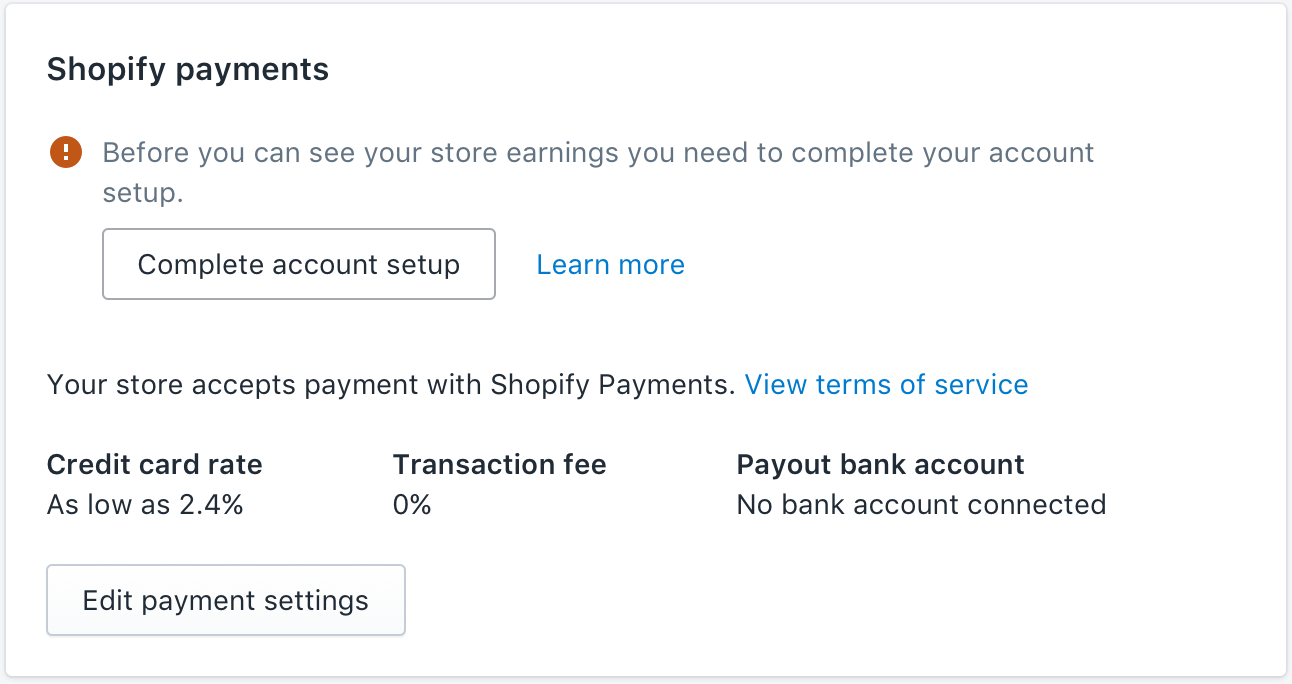 Shopify payments
Before you can see your store earnings you need to complete your account
setup.
Complete account setup
Learn more
Your store accepts payment with Shopify Payments. View terms of service
Credit card rate
As low as 2.4%
Transaction fee
0%
Payout bank account
No bank account connected
Edit payment settings